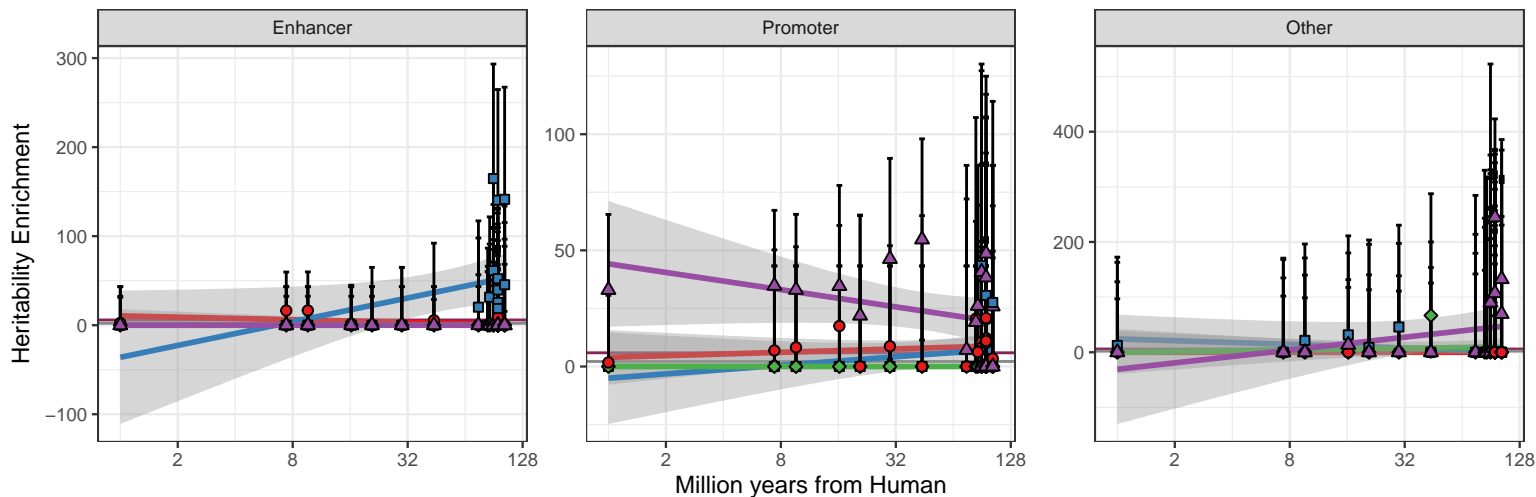 Enhancer
Promoter
Other
Heritability Enrichment
300
200
100
0
−100
100
50
0
400
200
0
2 8 32 128
2 8 32 128
2 8 32 128
Million years from Human